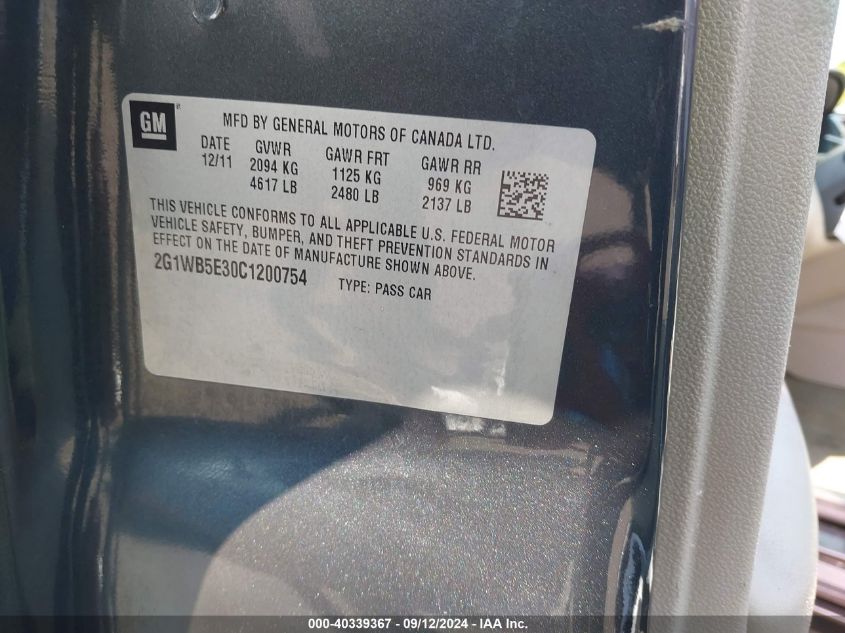 GM
MFD BY GENERAL MOTORS OF CANADA LTD.
DATE GVWR GAWR FRT GAWR RR
12/11 2094 KG 1125 KG 969 KG
4617 LB 2480 LB 2137 LB
THIS VEHICLE CONFORMS TO ALL APPLICABLE U.S. FEDERAL MOTOR
VEHICLE SAFETY, BUMPER, AND THEFT PREVENTION STANDARDS IN
EFFECT ON THE DATE OF MANUFACTURE SHOWN ABOVE.
2G1WB5E30C1200754 TYPE: PASS CAR
000-40339367 - 09/12/2024 - IAA Inc.